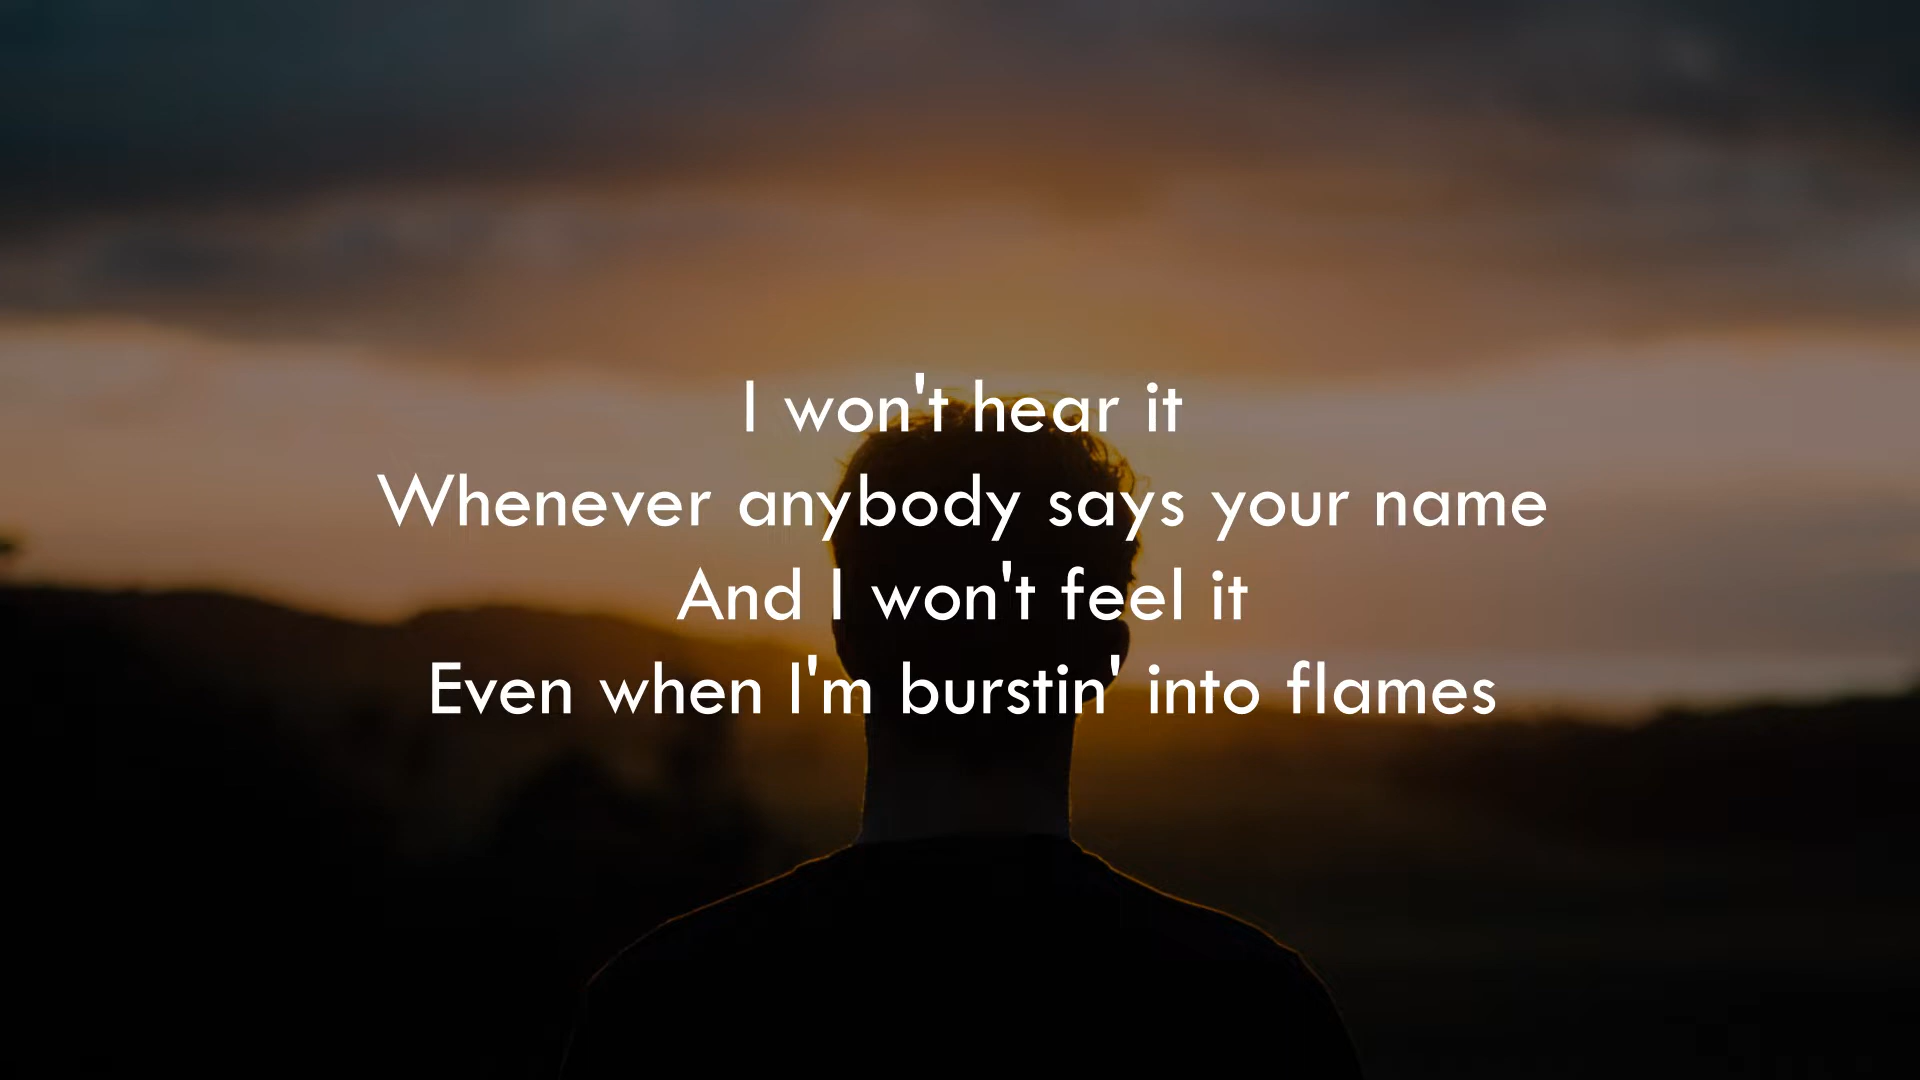 I won't hear it
Whenever anybody says your name
And I won't feel it
Even when I'm burstin' into flames